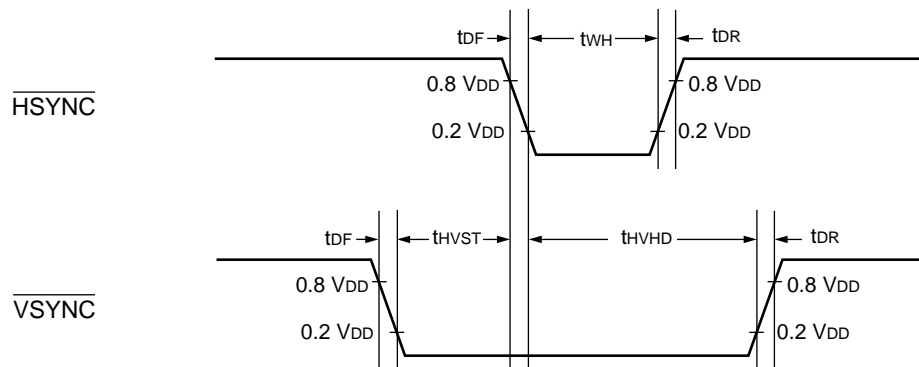 tDF tWH tDR
HSYNC
0.8 VDD 0.8 VDD
0.2 VDD 0.2 VDD
tDF tHVST tHVHD tDR
VSYNC
0.8 VDD 0.8 VDD
0.2 VDD 0.2 VDD